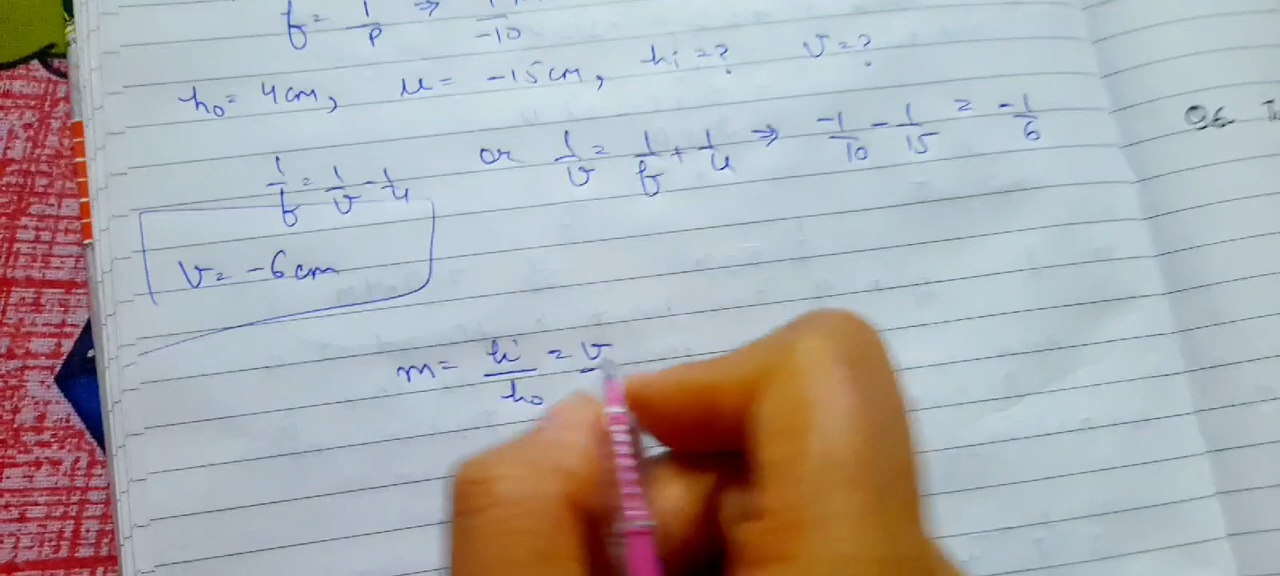 f = 1/p ⇒ -10
h₀ = 4cm, u = -15cm, hi = ? v = ?
1/f = 1/v - 1/u or 1/v = 1/f + 1/u ⇒ -1/10 - 1/15 = -1/6
v = -6cm
m = hi/h₀ = v